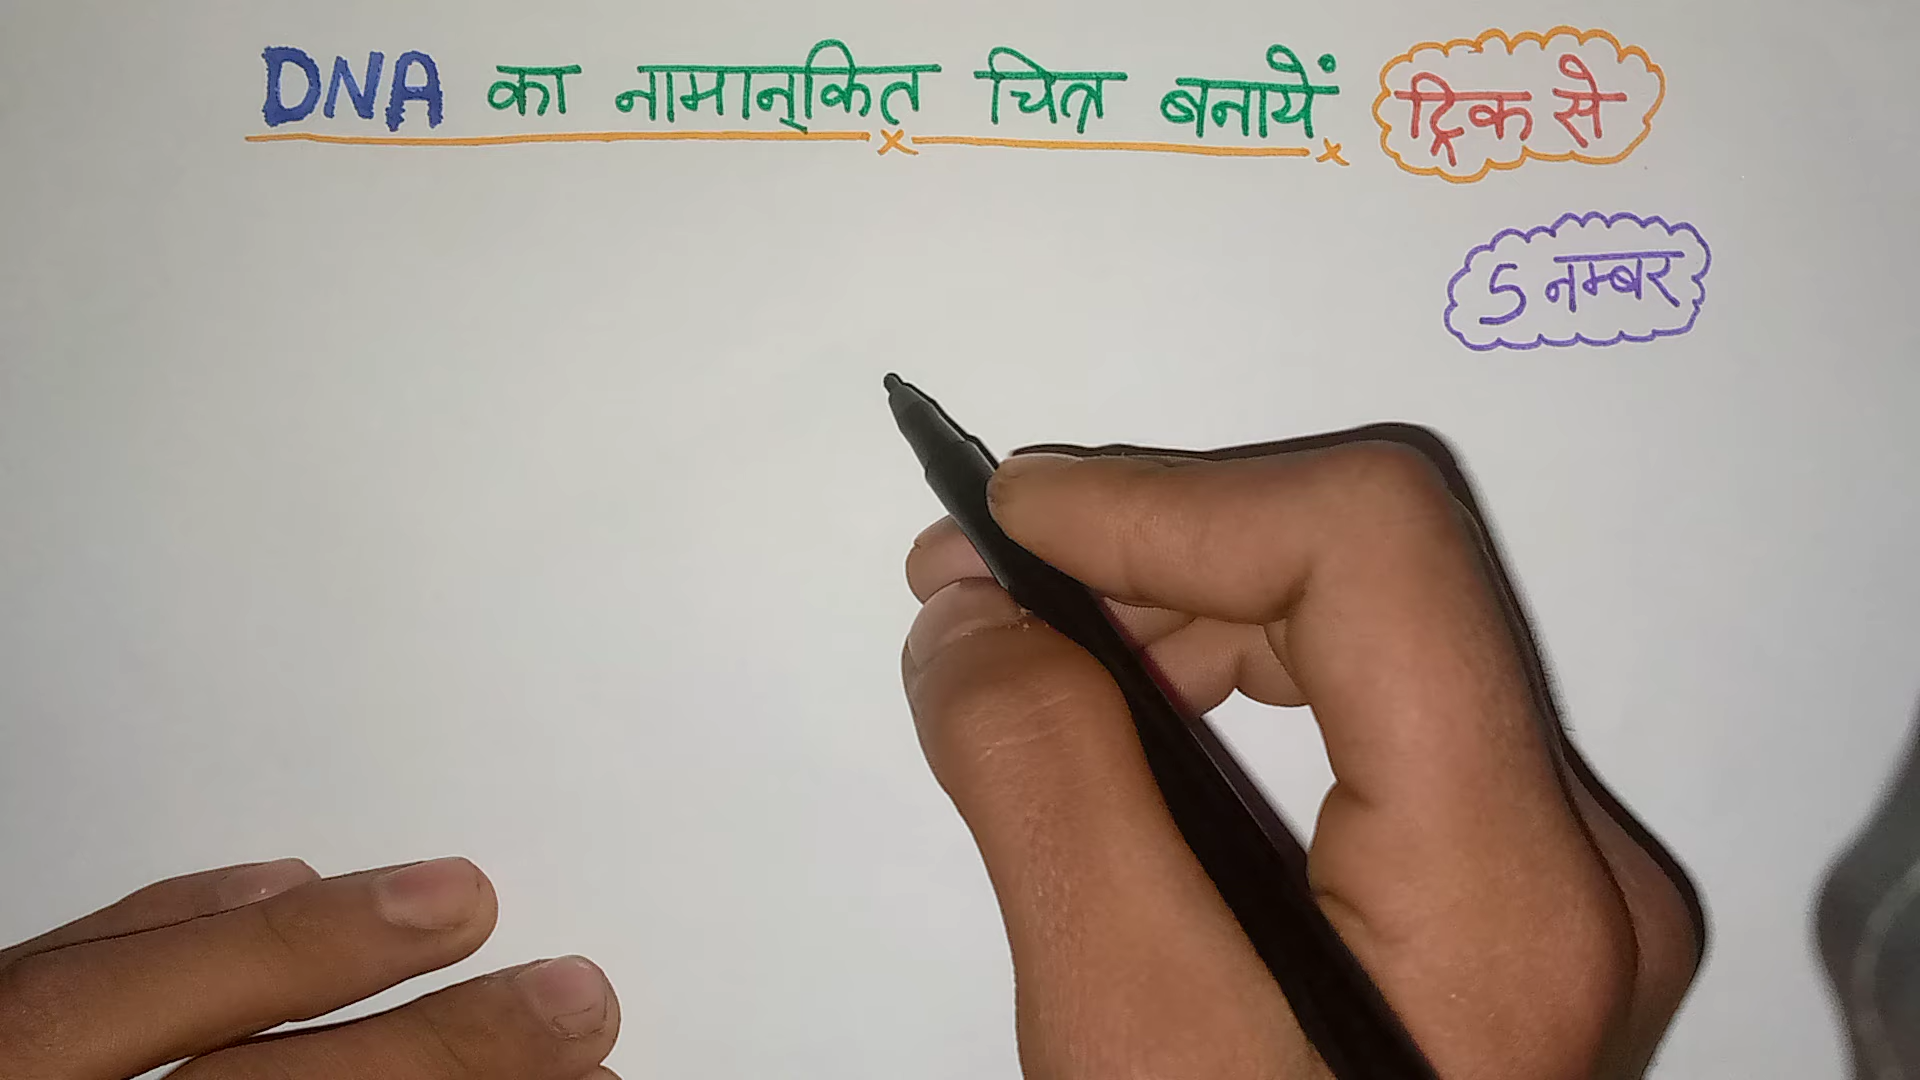 DNA का नामान्कित चित्र बनायें ट्रिक से
5 नम्बर